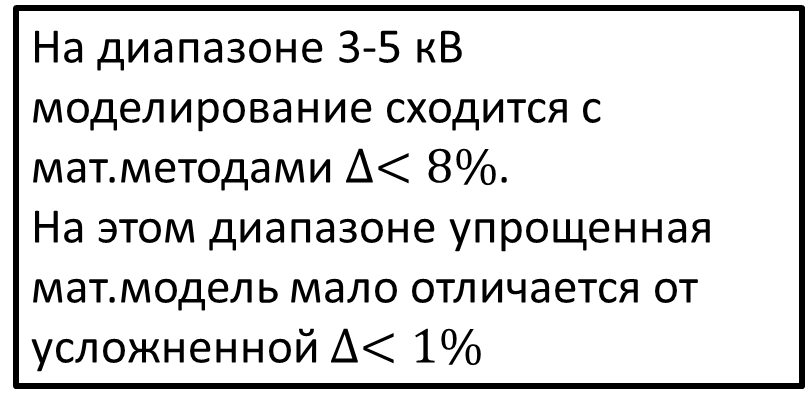 На диапазоне 3-5 кВ
моделирование сходится с
мат.методами Δ< 8%.
На этом диапазоне упрощенная
мат.модель мало отличается от
усложненной Δ< 1%